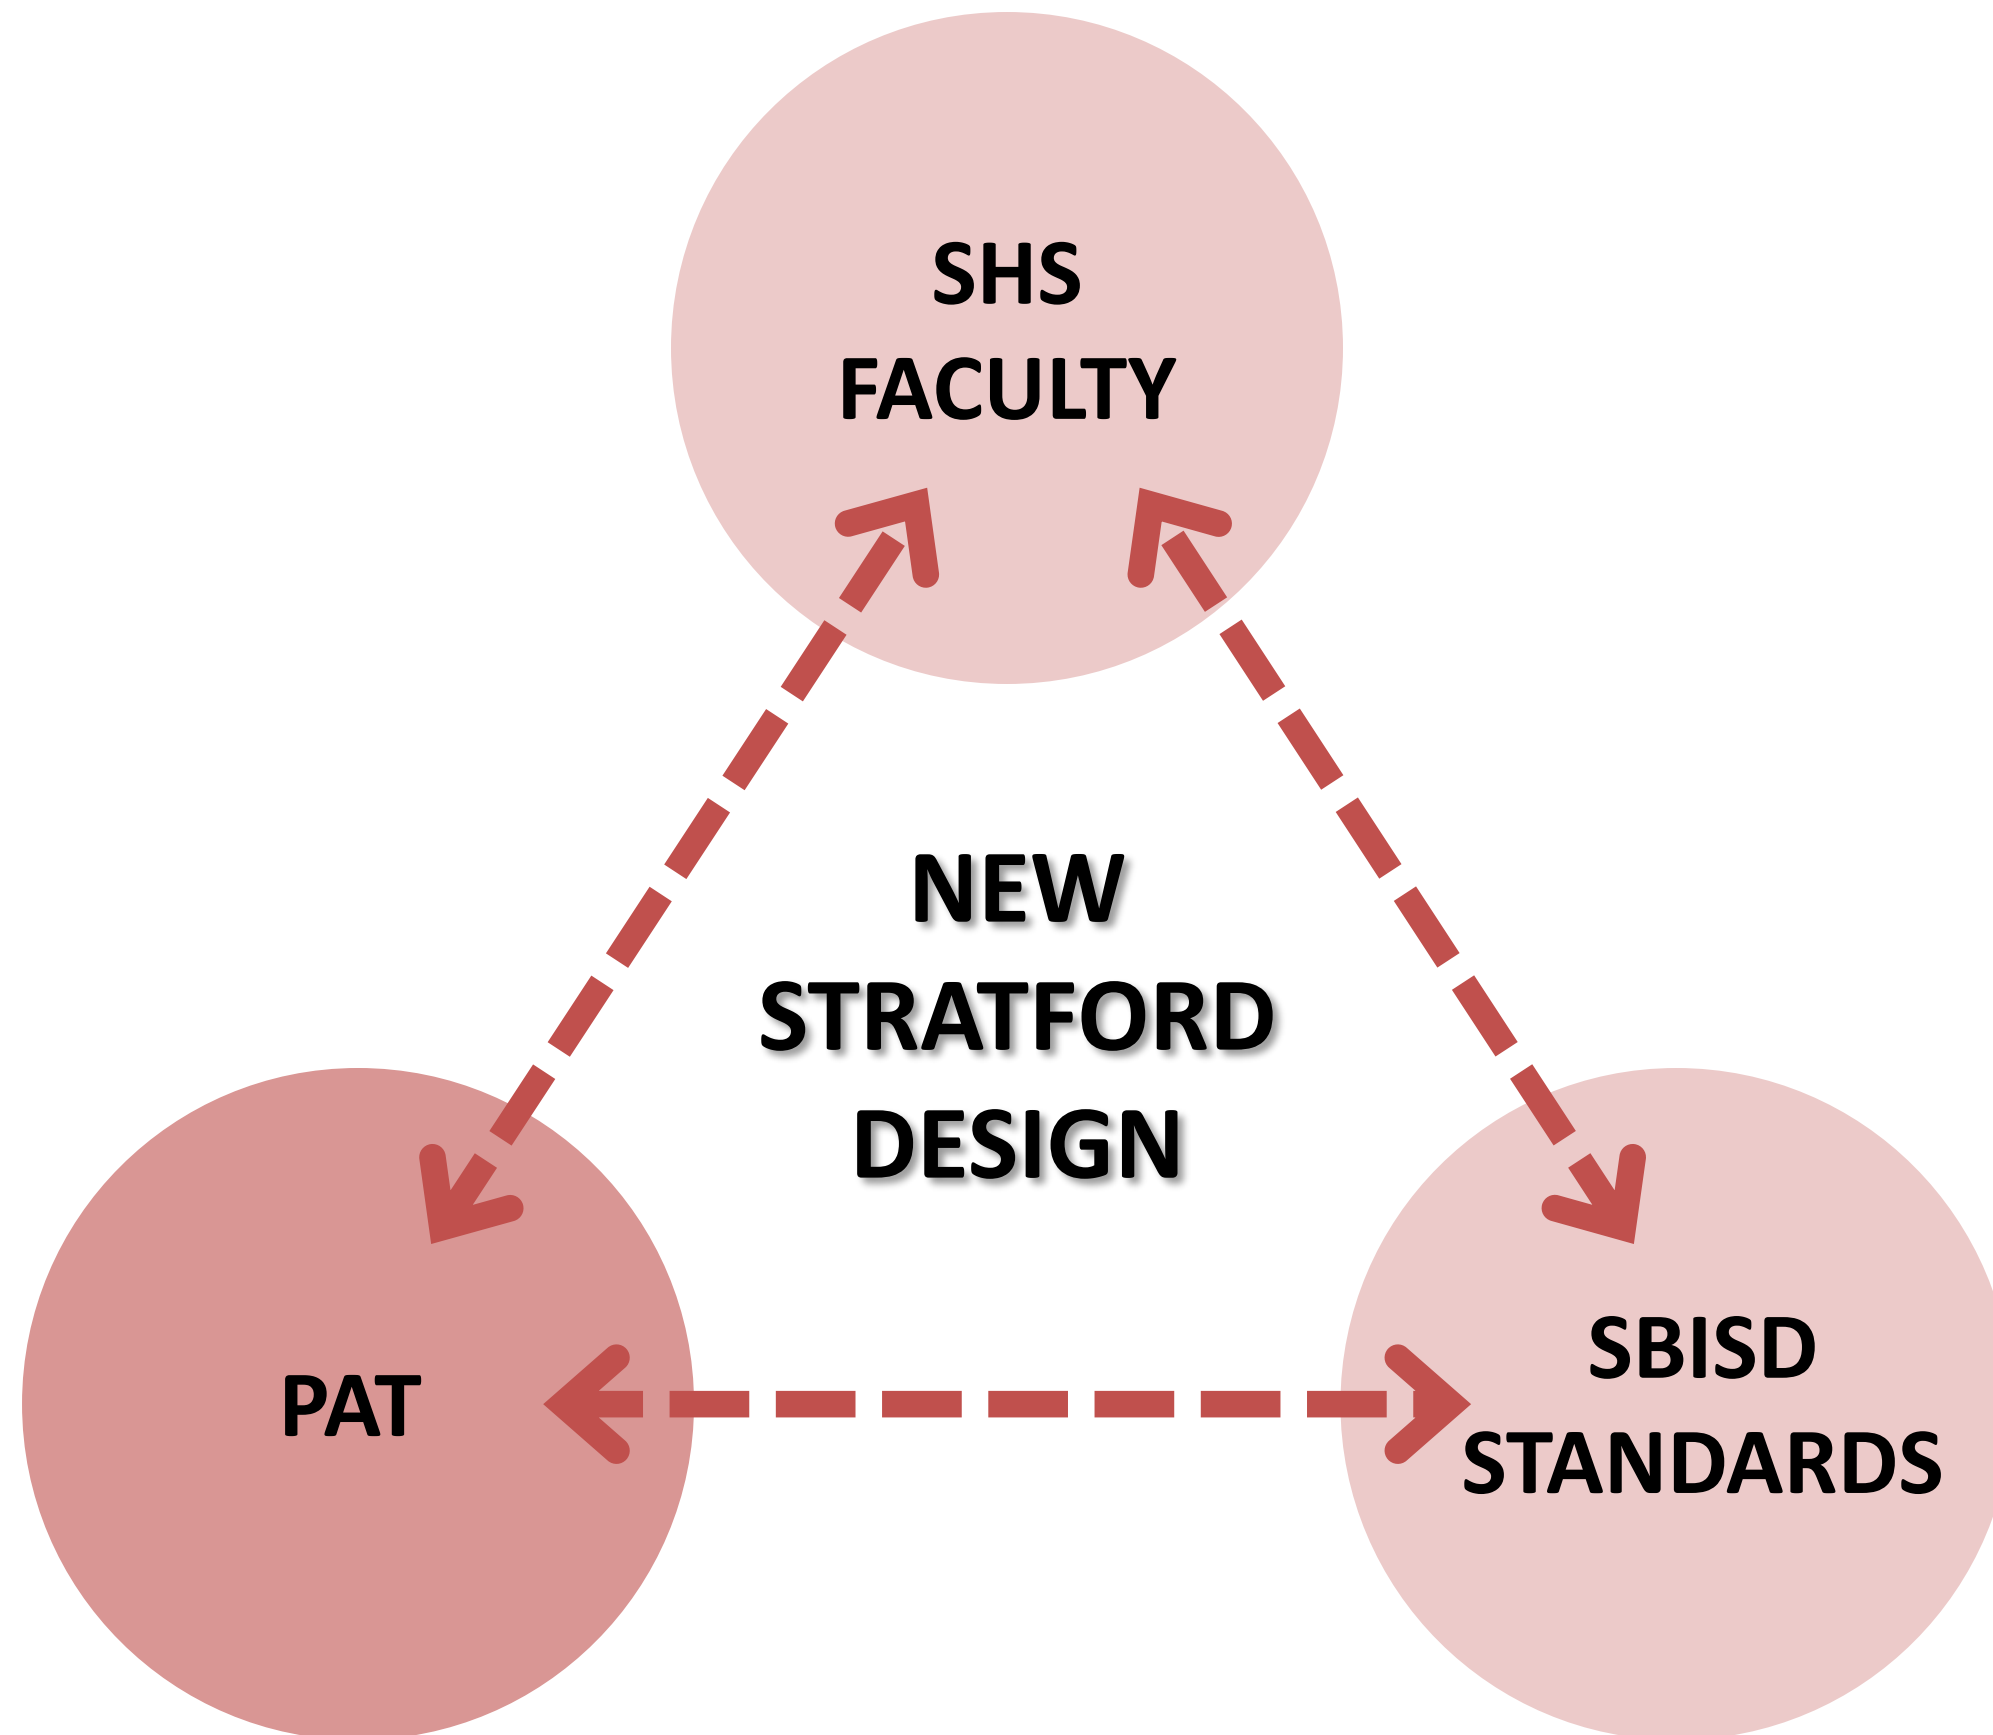 SHS
FACULTY
NEW
STRATFORD
DESIGN
PAT
SBISD
STANDARDS